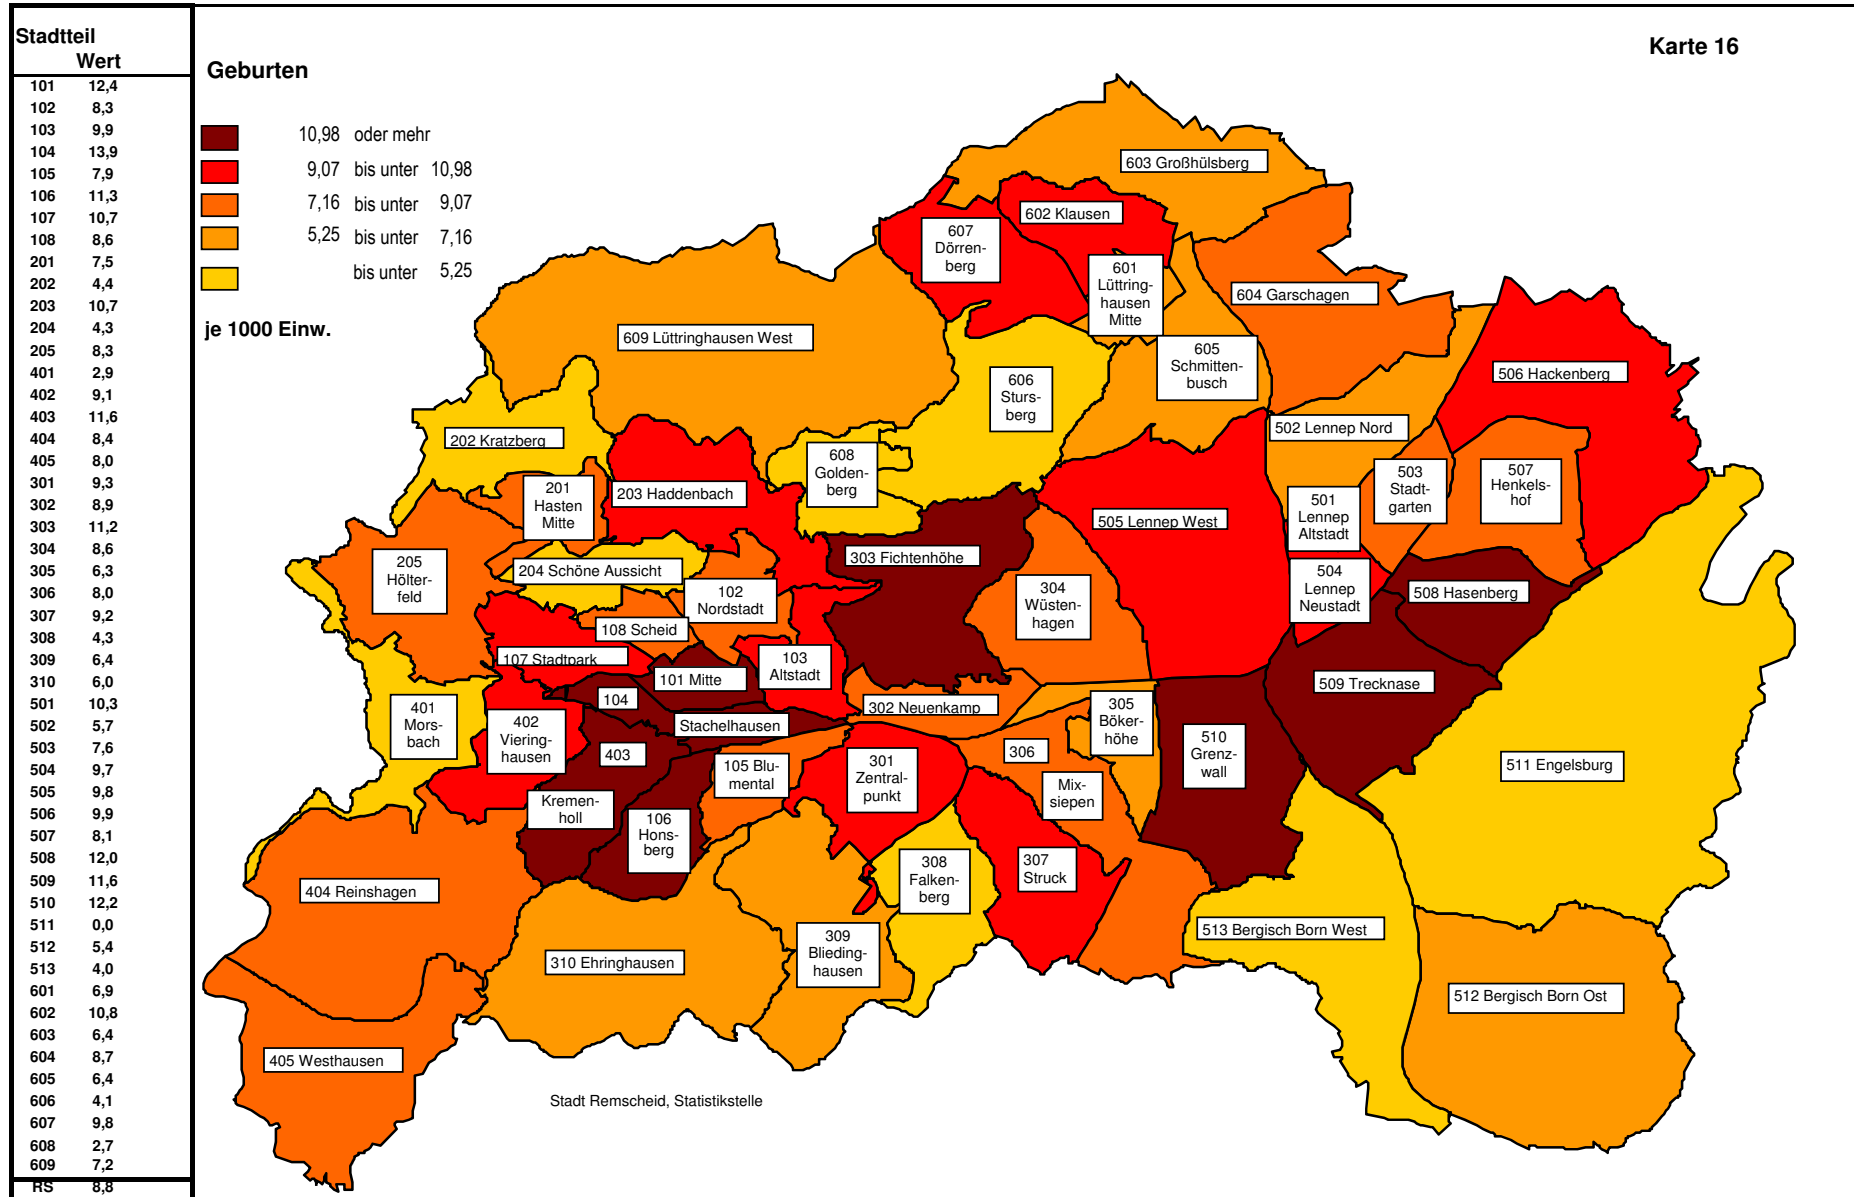 Stadtteil
Wert
101 12,4
102 8,3
103 9,9
104 13,9
105 7,9
106 11,3
107 10,7
108 8,6
201 7,5
202 4,4
203 10,7
204 4,3
205 8,3
401 2,9
402 9,1
403 11,6
404 8,4
405 8,0
301 9,3
302 8,9
303 11,2
304 8,6
305 6,3
306 8,0
307 9,2
308 4,3
309 6,4
310 6,0
501 10,3
502 5,7
503 7,6
504 9,7
505 9,8
506 9,9
507 8,1
508 12,0
509 11,6
510 12,2
511 0,0
512 5,4
513 4,0
601 6,9
602 10,8
603 6,4
604 8,7
605 6,4
606 4,1
607 9,8
608 2,7
609 7,2
RS 8,8
Karte 16
Geburten
10,98 oder mehr
9,07 bis unter 10,98
7,16 bis unter 9,07
5,25 bis unter 7,16
bis unter 5,25
je 1000 Einw.
603 Großhülsberg
602 Klausen
607
Dörren-
berg
601
Lüttring-
hausen
Mitte
604 Garschagen
609 Lüttringhausen West
605
Schmitten-
busch
606
Sturs-
berg
506 Hackenberg
502 Lennep Nord
202 Kratzberg
608
Golden-
berg
503
Stadt-
garten
507
Henkels-
hof
201
Hasten
Mitte
203 Haddenbach
501
Lennep
Altstadt
505 Lennep West
303 Fichtenhöhe
205
Hölter-
feld
204 Schöne Aussicht
504
Lennep
Neustadt
508 Hasenberg
102
Nordstadt
304
Wüsten-
hagen
108 Scheid
107 Stadtpark
103
Altstadt
101 Mitte
509 Trecknase
104
Stachelhausen
302 Neuenkamp
401
Mors-
bach
402
Viering-
hausen
305
Böker-
höhe
510
Grenz-
wall
403
306
105 Blu-
mental
301
Zentral-
punkt
511 Engelsburg
Mix-
siepen
Kremen-
holl
106
Hons-
berg
307
Struck
308
Falken-
berg
404 Reinshagen
513 Bergisch Born West
309
Blieding-
hausen
310 Ehringhausen
512 Bergisch Born Ost
405 Westhausen
Stadt Remscheid, Statistikstelle